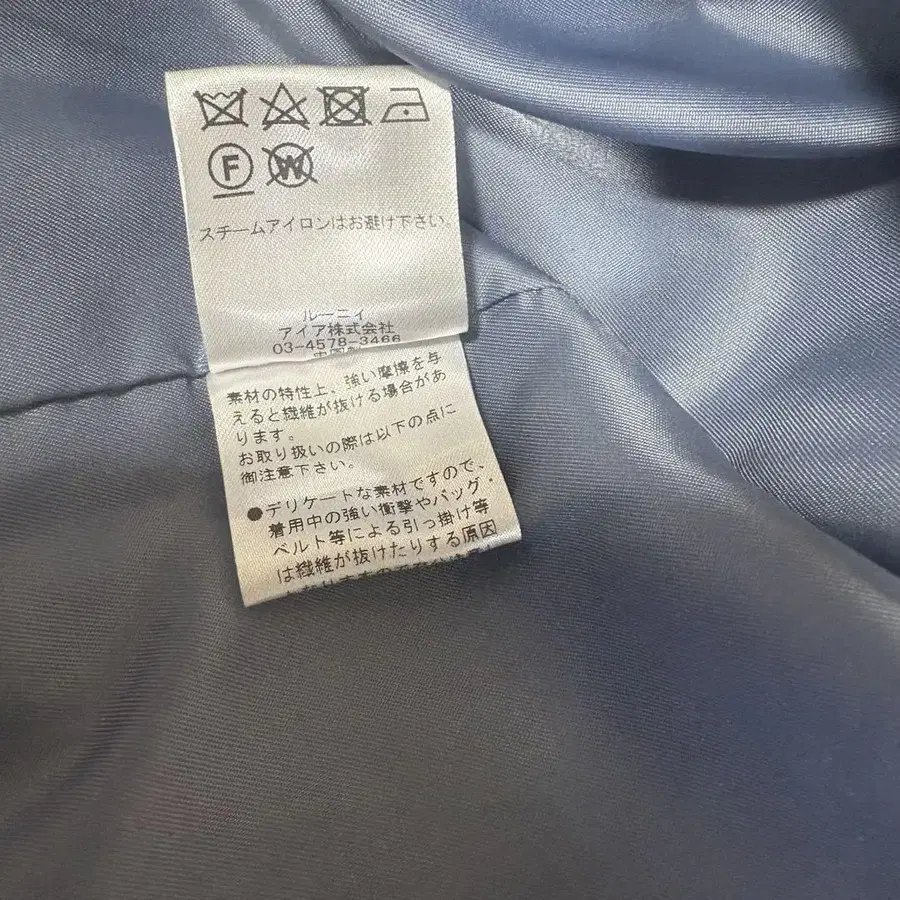 F W
スチームアイロンはお避け下さい。
ルーニィ
アイア株式会社
03-4578-3466
素材の特性上、強い摩擦を与
えると繊維が抜ける場合があ
ります。
お取り扱いの際は以下の点に
御注意下さい。
●デリケートな素材ですので、
着用中の強い衝撃やバッグ・
ベルト等による引っ掛け等
は繊維が抜けたりする原因